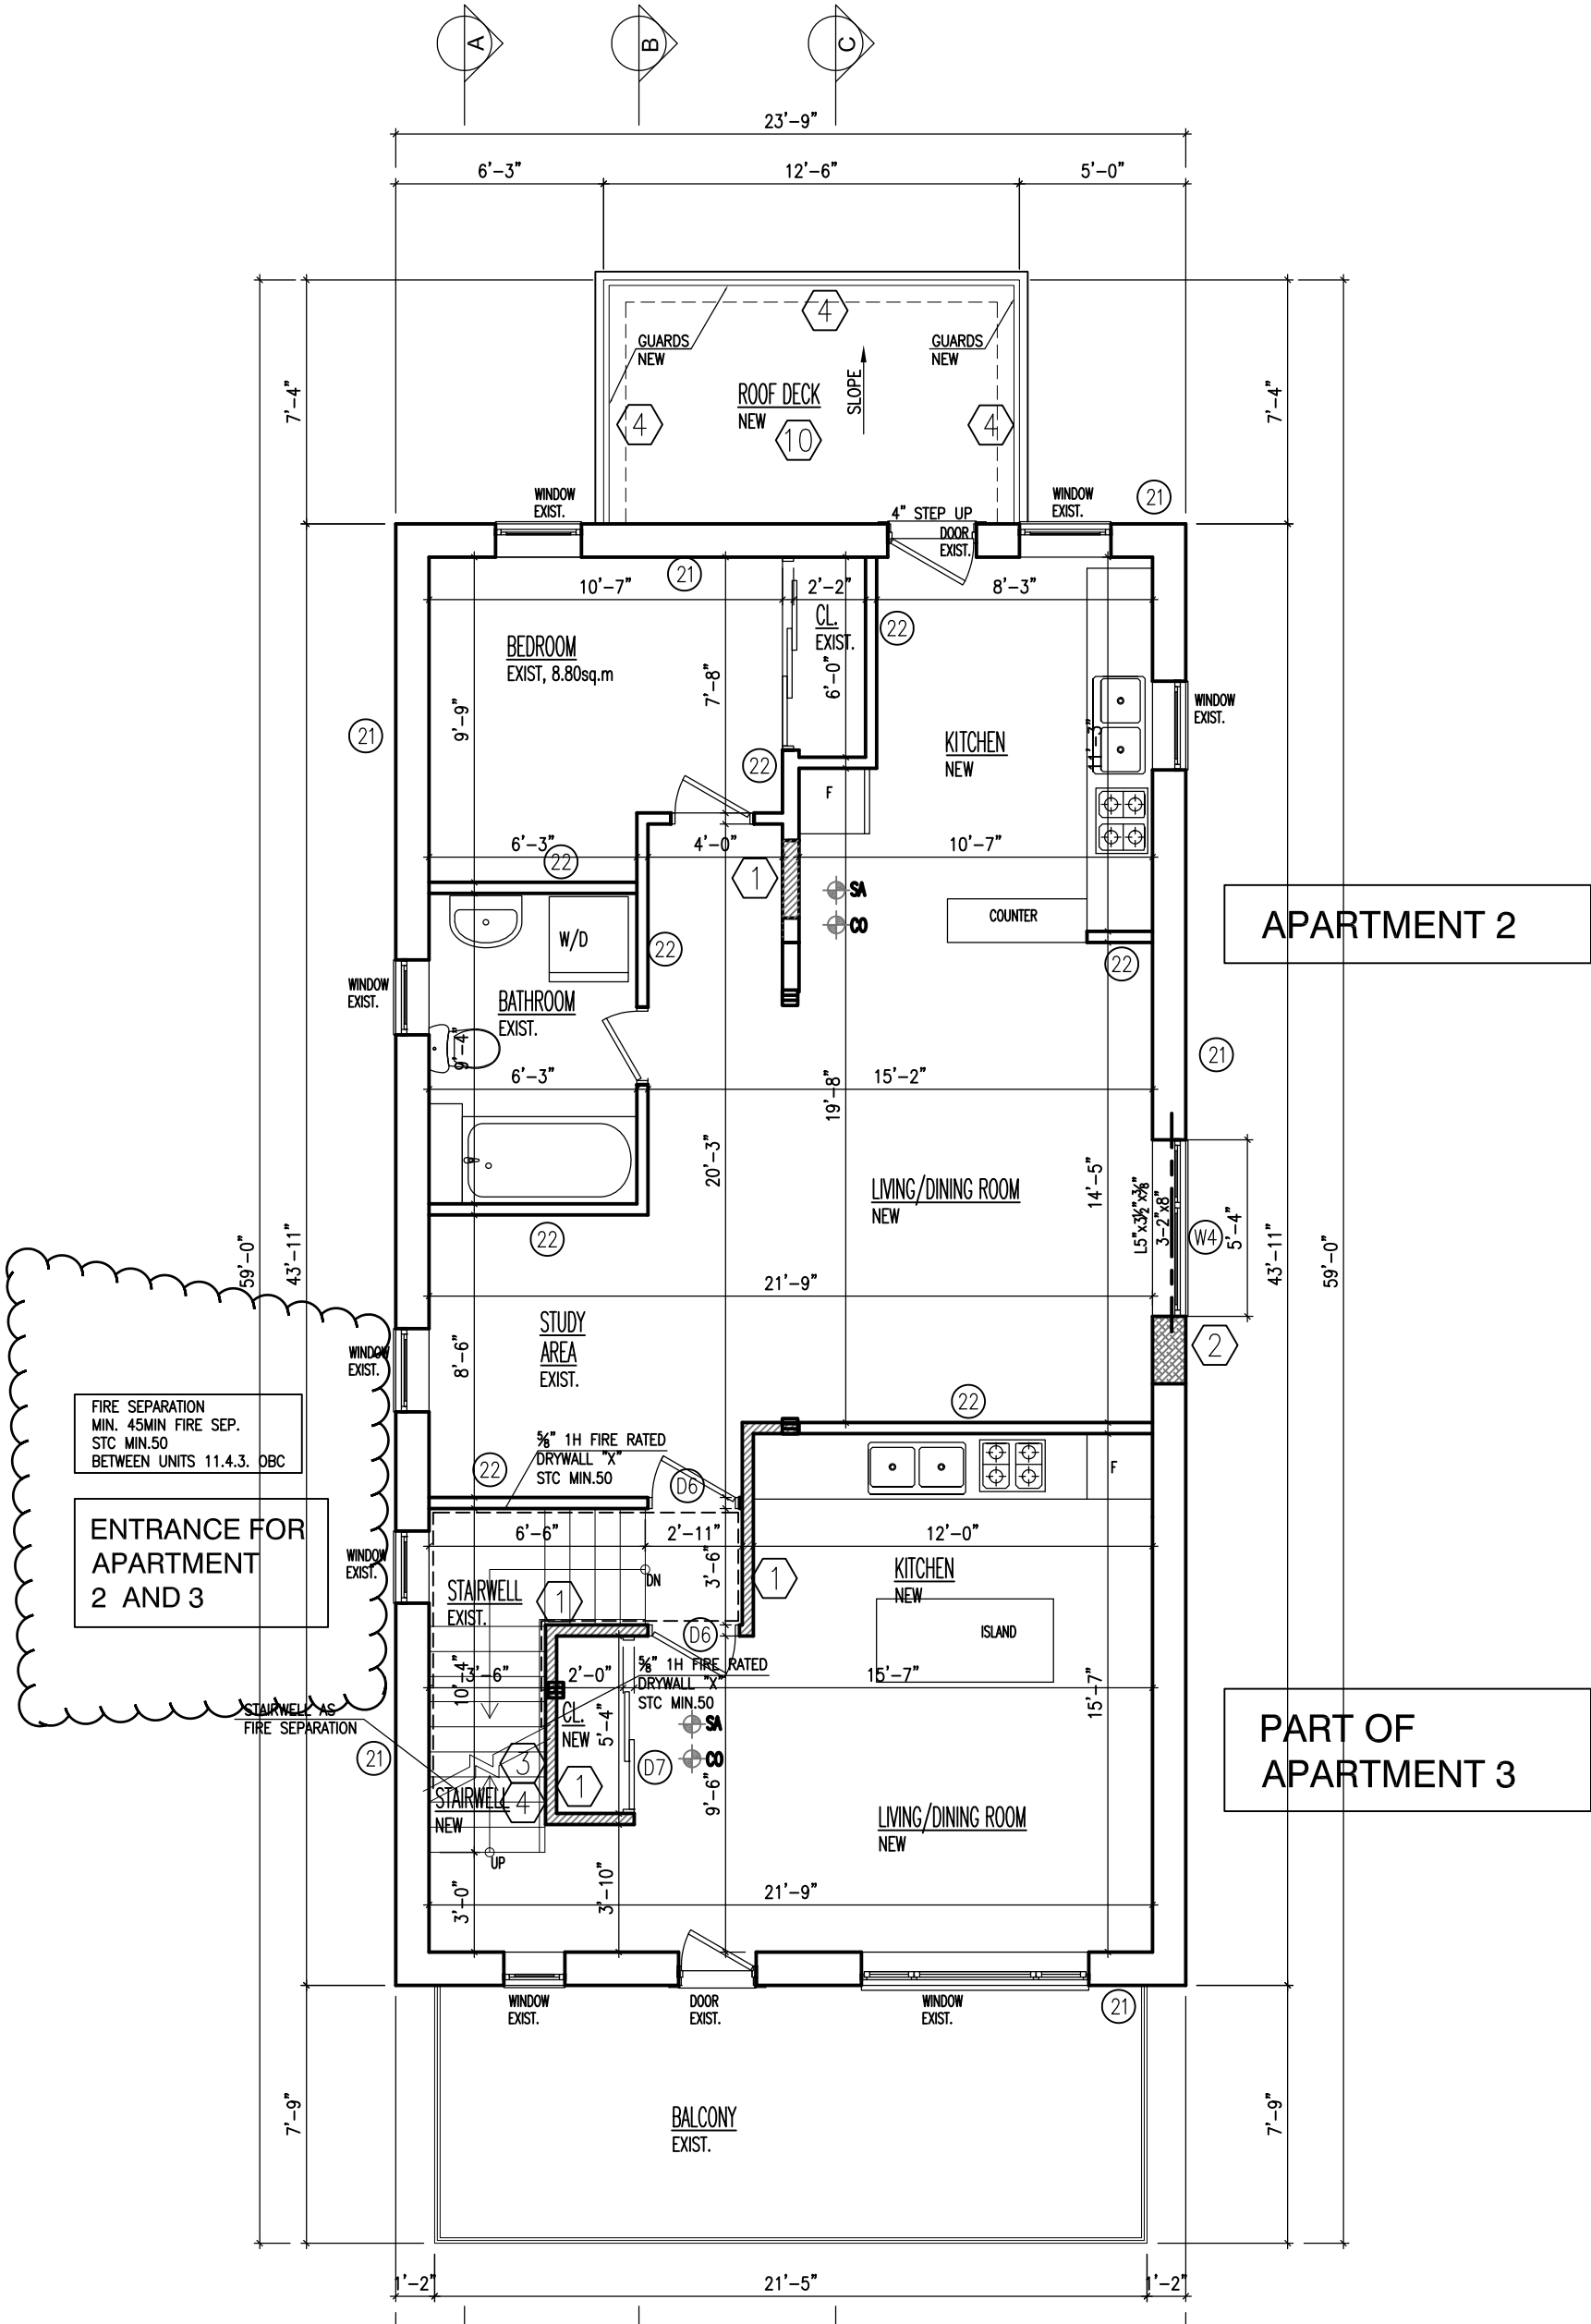 A
B
C
23'-9"
6'-3"
12'-6"
5'-0"
4
GUARDS
NEW
GUARDS
NEW
SLOPE
ROOF DECK
NEW
7'-4"
7'-4"
4
4
10
WINDOW
EXIST.
WINDOW
EXIST.
21
4" STEP UP
DOOR
EXIST.
21
10'-7"
2'-2"
8'-3"
CL.
EXIST.
22
BEDROOM
EXIST, 8.80sq.m
7'-8"
6'-0"
9'-9"
WINDOW
EXIST.
21
KITCHEN
NEW
11'-3"
22
F
6'-3"
4'-0"
10'-7"
22
1
SA
CO
COUNTER
APARTMENT 2
W/D
22
22
WINDOW
EXIST.
BATHROOM
EXIST.
9'-4"
21
6'-3"
15'-2"
19'-8"
20'-3"
14'-5"
LIVING/DINING ROOM
NEW
L5"x3½"x⅜"
3-2"x8"
W4
5'-4"
22
59'-0"
43'-11"
43'-11"
59'-0"
21'-9"
STUDY
AREA
EXIST.
8'-6"
WINDOW
EXIST.
2
22
FIRE SEPARATION
MIN. 45MIN FIRE SEP.
STC MIN.50
BETWEEN UNITS 11.4.3. OBC
⅝" 1H FIRE RATED
DRYWALL "X"
STC MIN.50
22
D6
F
ENTRANCE FOR
APARTMENT
2 AND 3
6'-6"
2'-11"
12'-0"
3'-6"
WINDOW
EXIST.
KITCHEN
NEW
DN
1
STAIRWELL
EXIST.
1
ISLAND
D6
⅝" 1H FIRE RATED
DRYWALL "X"
STC MIN.50
3'-6"
2'-0"
15'-7"
10'-4"
15'-7"
STAIRWELL AS
FIRE SEPARATION
CL.
NEW
5'-4"
SA
CO
PART OF
APARTMENT 3
21
3
D7
1
4
9'-6"
STAIRWELL
NEW
LIVING/DINING ROOM
NEW
UP
3'-0"
3'-10"
21'-9"
WINDOW
EXIST.
DOOR
EXIST.
WINDOW
EXIST.
21
7'-9"
7'-9"
BALCONY
EXIST.
1'-2"
21'-5"
1'-2"